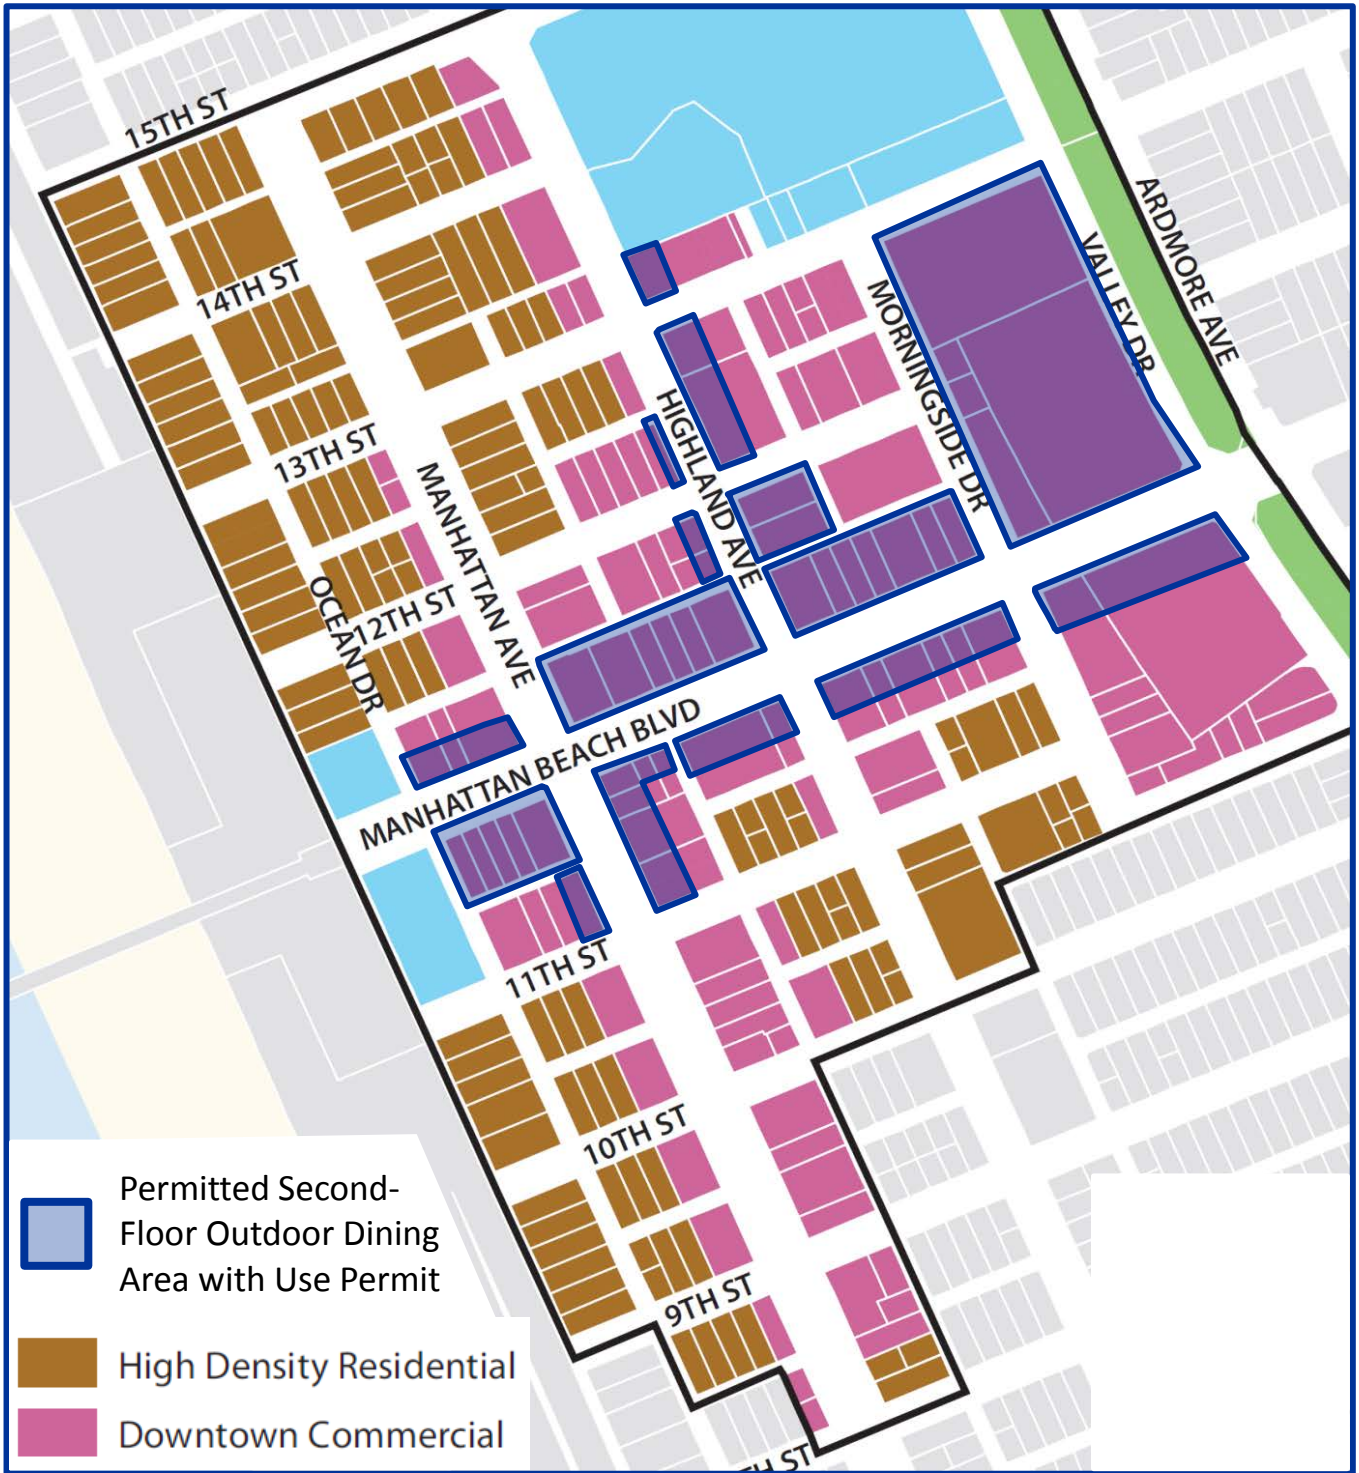 15TH ST
14TH ST
13TH ST
12TH ST
OCEAN DR
MANHATTAN AVE
HIGHLAND AVE
MORNINGSIDE DR
VALLEY DR
ARDMORE AVE
MANHATTAN BEACH BLVD
11TH ST
10TH ST
9TH ST
TH ST
Permitted Second-
Floor Outdoor Dining
Area with Use Permit
High Density Residential
Downtown Commercial